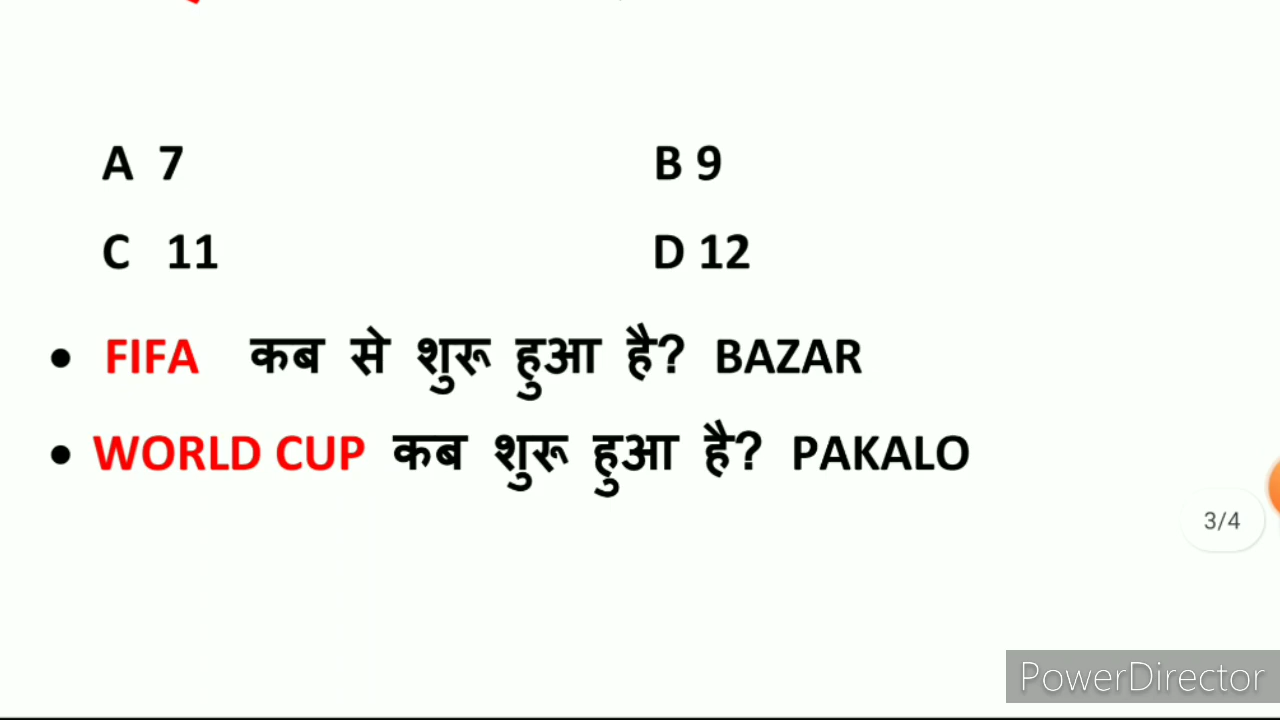 A 7 B 9
C 11 D 12
• FIFA कब से शुरू हुआ है? BAZAR
• WORLD CUP कब शुरू हुआ है? PAKALO
3/4
PowerDirector